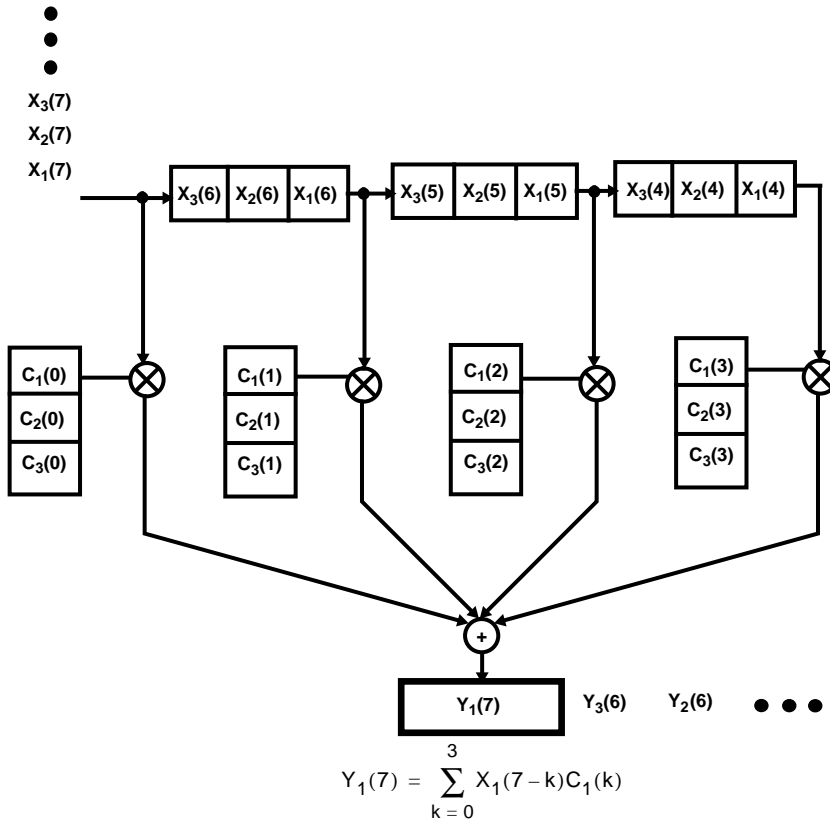 X3(7)
X2(7)
X1(7)
X3(6) X2(6) X1(6) X3(5) X2(5) X1(5) X3(4) X2(4) X1(4)
C1(0) C1(1) C1(2) C1(3)
C2(0) C2(1) C2(2) C2(3)
C3(0) C3(1) C3(2) C3(3)
+
Y1(7) Y3(6) Y2(6)
3
Y1(7) = ∑ X1(7−k)C1(k)
k = 0